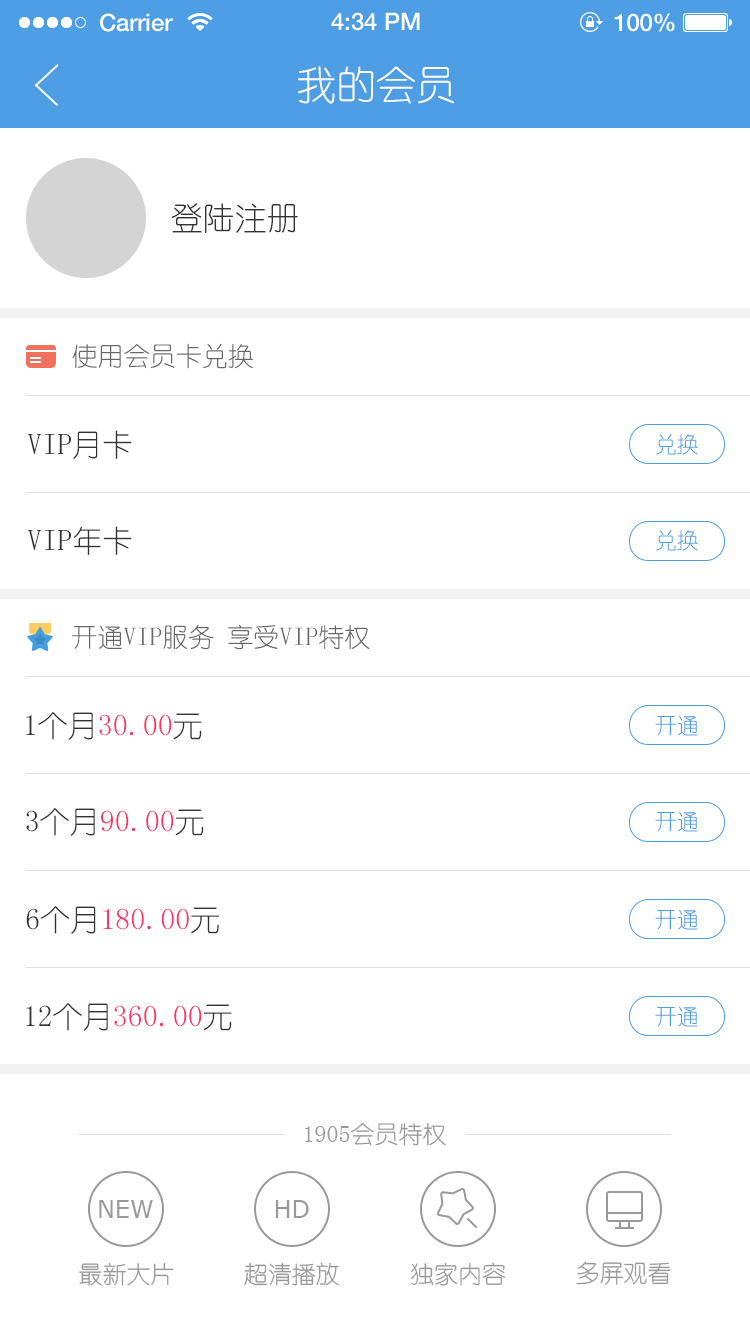 Carrier 4:34 PM 100%
我的会员
登陆注册
使用会员卡兑换
VIP月卡 兑换
VIP年卡 兑换
开通VIP服务 享受VIP特权
1个月30.00元 开通
3个月90.00元 开通
6个月180.00元 开通
12个月360.00元 开通
1905会员特权
NEW HD
最新大片 超清播放 独家内容 多屏观看